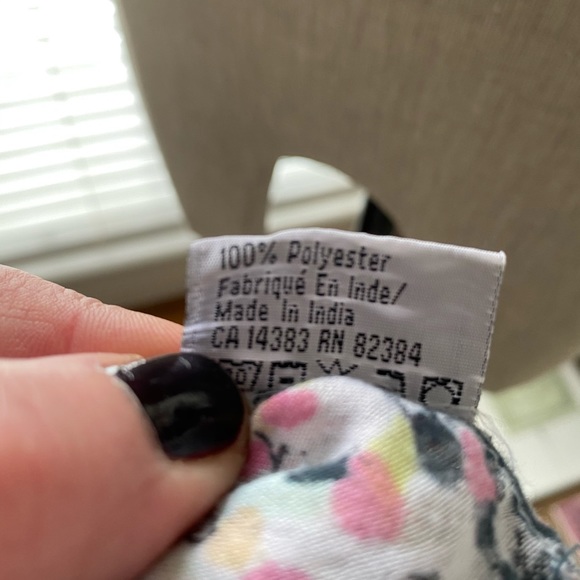 100% Polyester
Fabriqué En Inde/
Made In India
CA 14383 RN 82384